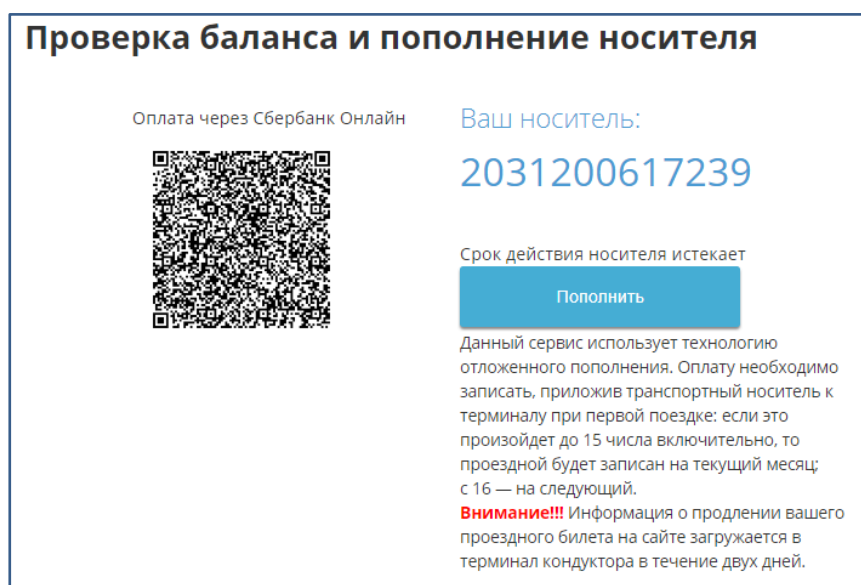 Проверка баланса и пополнение носителя
Оплата через Сбербанк Онлайн
Ваш носитель:
2031200617239
Срок действия носителя истекает
Пополнить
Данный сервис использует технологию
отложенного пополнения. Оплату необходимо
записать, приложив транспортный носитель к
терминалу при первой поездке: если это
произойдет до 15 числа включительно, то
проездной будет записан на текущий месяц;
с 16 — на следующий.
Внимание!!! Информация о продлении вашего
проездного билета на сайте загружается в
терминал кондуктора в течение двух дней.